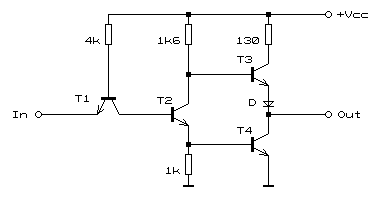 +Vcc
4k 1k6 130
T3
T1 T2 D
In Out
T4
1k